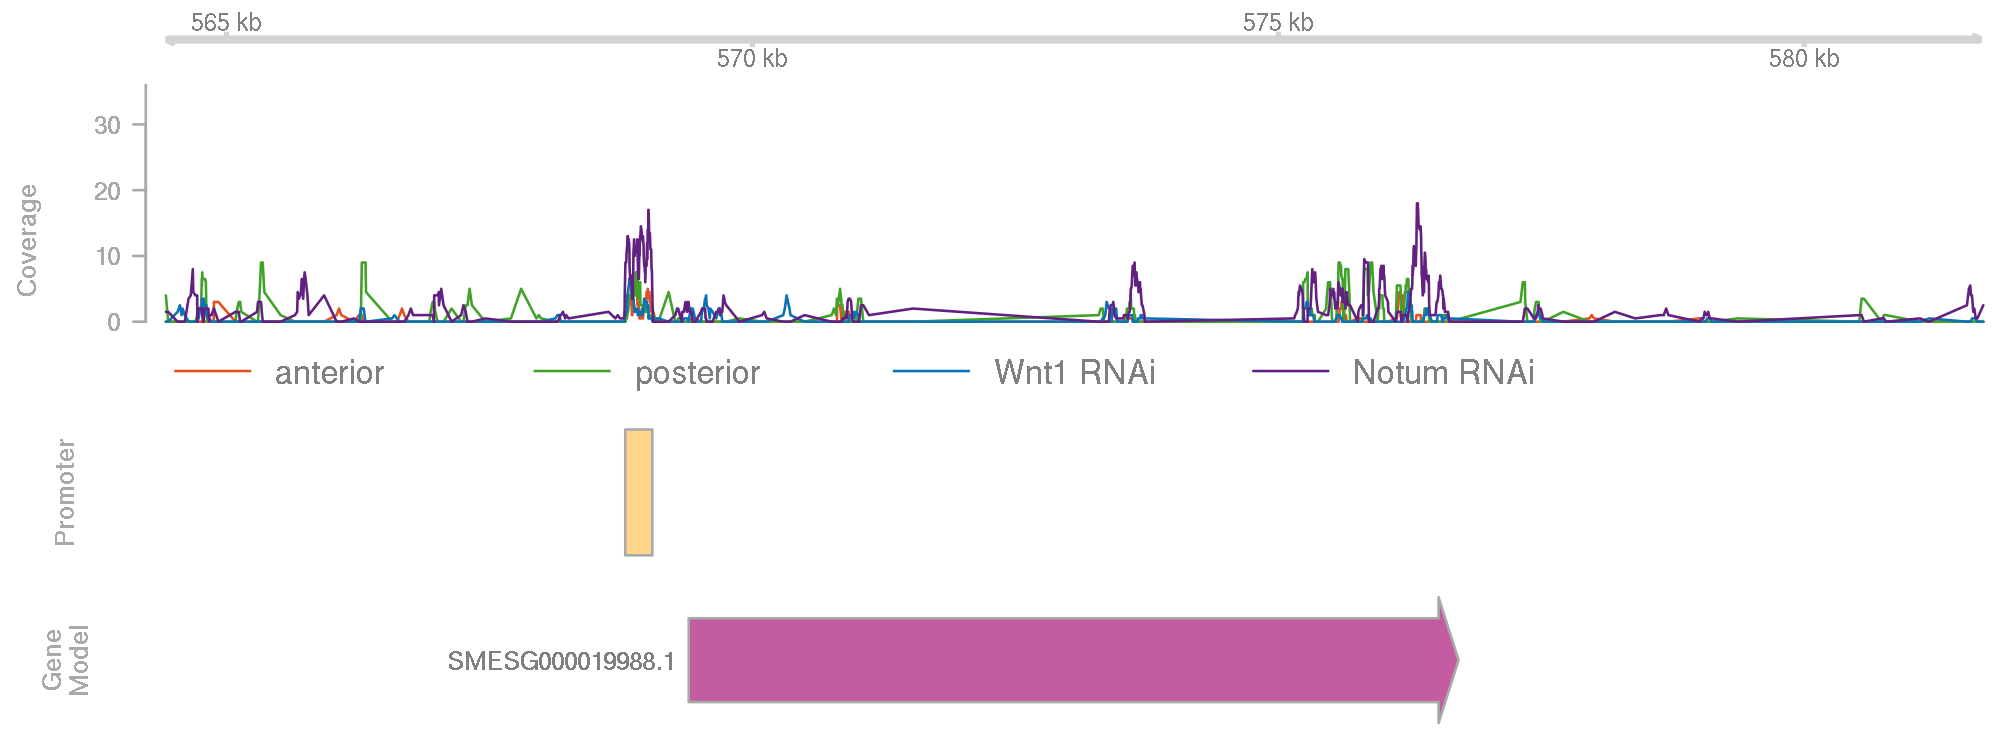 565 kb
575 kb
570 kb
580 kb
Coverage
30
20
10
0
anterior
posterior
Wnt1 RNAi
Notum RNAi
Promoter
Gene
Model
SMESG000019988.1